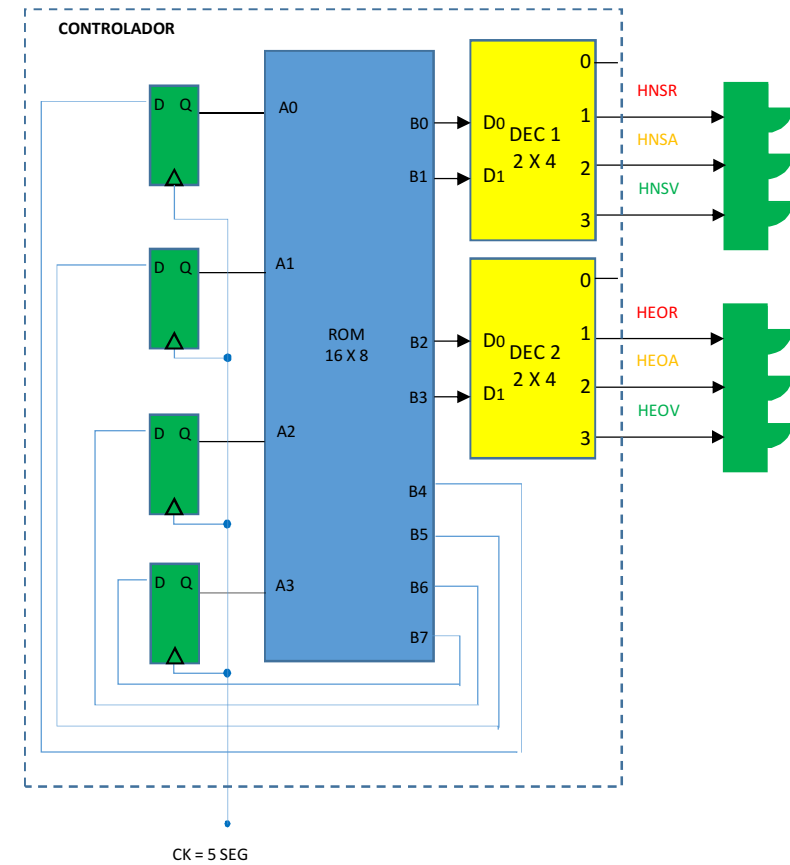 CONTROLADOR
D Q
A0
B0
B1
D0
D1
DEC 1
2 X 4
0
1
2
3
HNSR
HNSA
HNSV
D Q
A1
ROM
16 X 8
B2
B3
D0
D1
DEC 2
2 X 4
0
1
2
3
HEOR
HEOA
HEOV
D Q
A2
B4
B5
D Q
A3
B6
B7
CK = 5 SEG